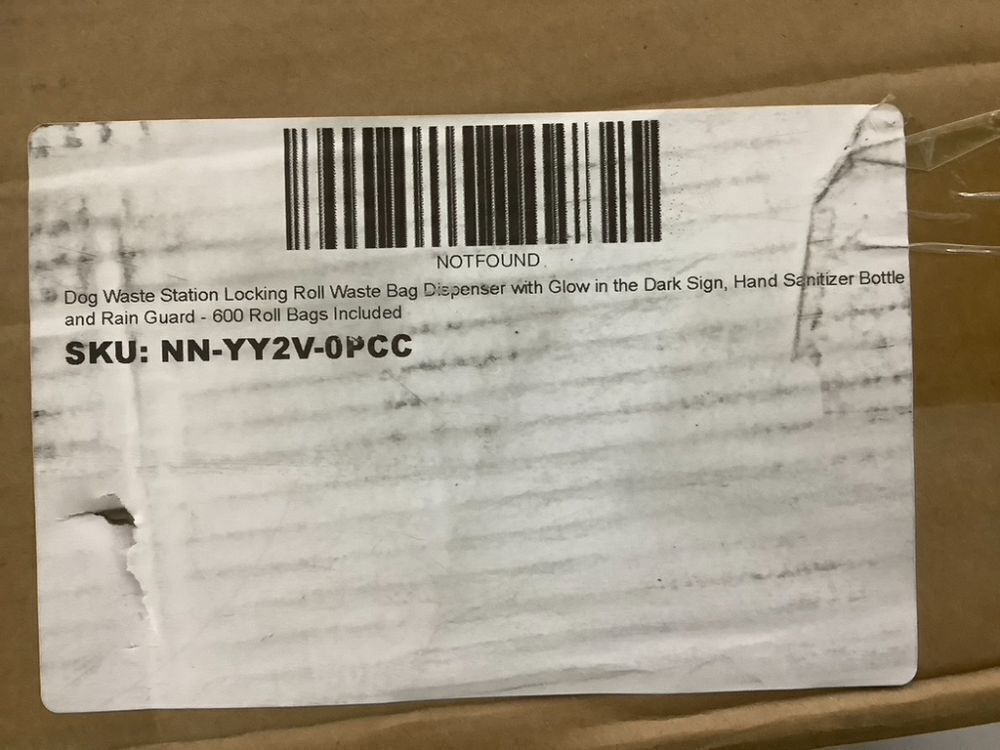 NOTFOUND
Dog Waste Station Locking Roll Waste Bag Dispenser with Glow in the Dark Sign, Hand Sanitizer Bottle
and Rain Guard - 600 Roll Bags Included
SKU: NN-YY2V-0PCC